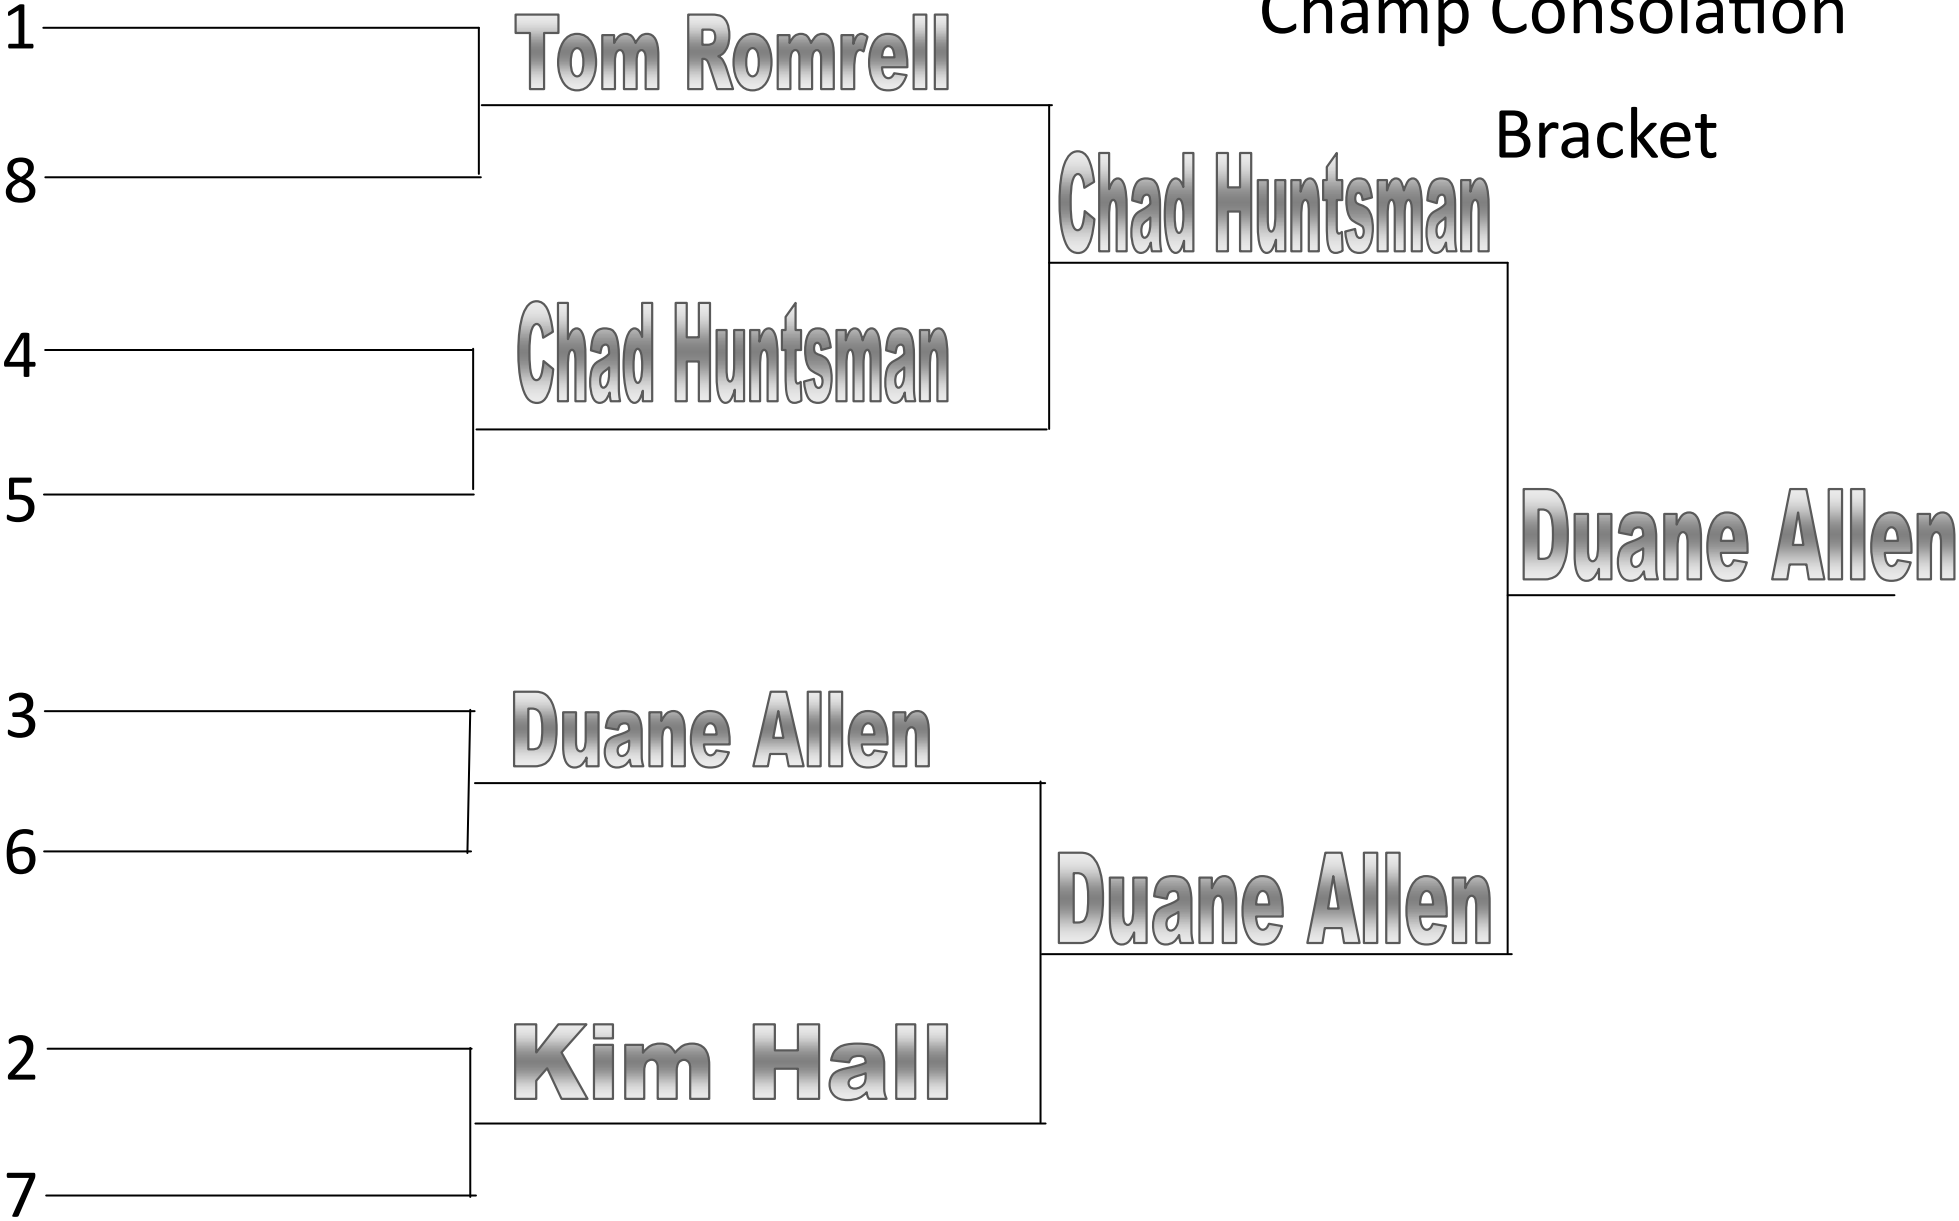 Champ Consolation
Bracket
1
Tom Romrell
8
Chad Huntsman
4
Chad Huntsman
5
Duane Allen
3
Duane Allen
6
Duane Allen
2
Kim Hall
7